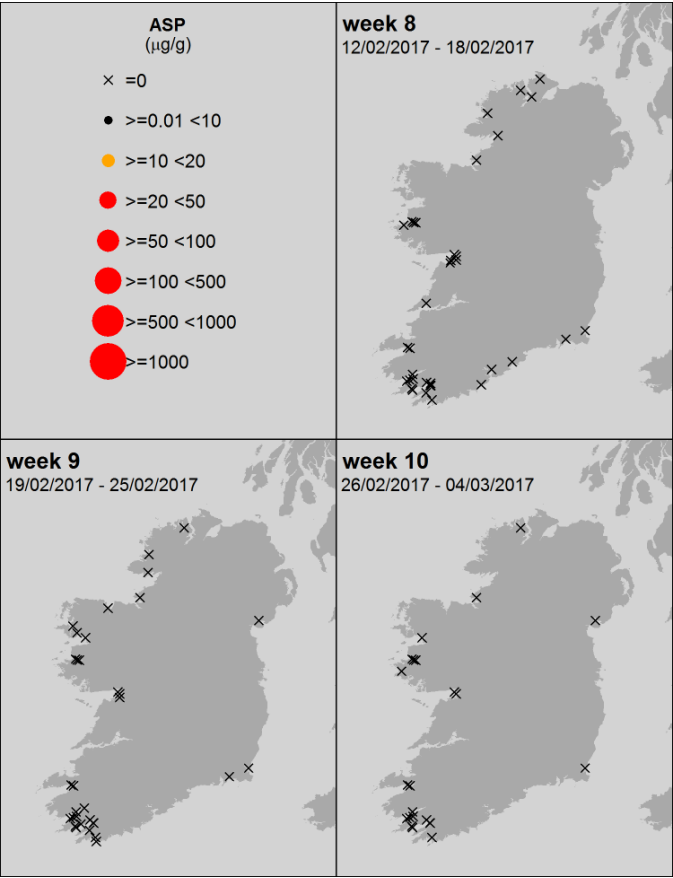 ASP
(μg/g)
=0
>=0.01 <10
>=10 <20
>=20 <50
>=50 <100
>=100 <500
>=500 <1000
>=1000
week 8
12/02/2017 - 18/02/2017
week 9
19/02/2017 - 25/02/2017
week 10
26/02/2017 - 04/03/2017